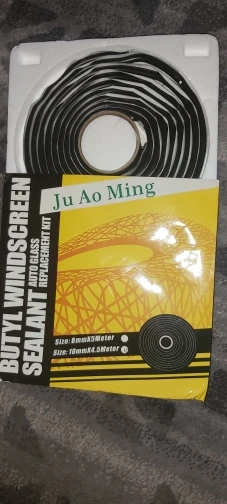 Ju Ao Ming
BUTYL WINDSCREEN
SEALANT AUTO GLASS
REPLACEMENT KIT
Size: 8mmX5Meter
Size: 10mmX4.5Meter